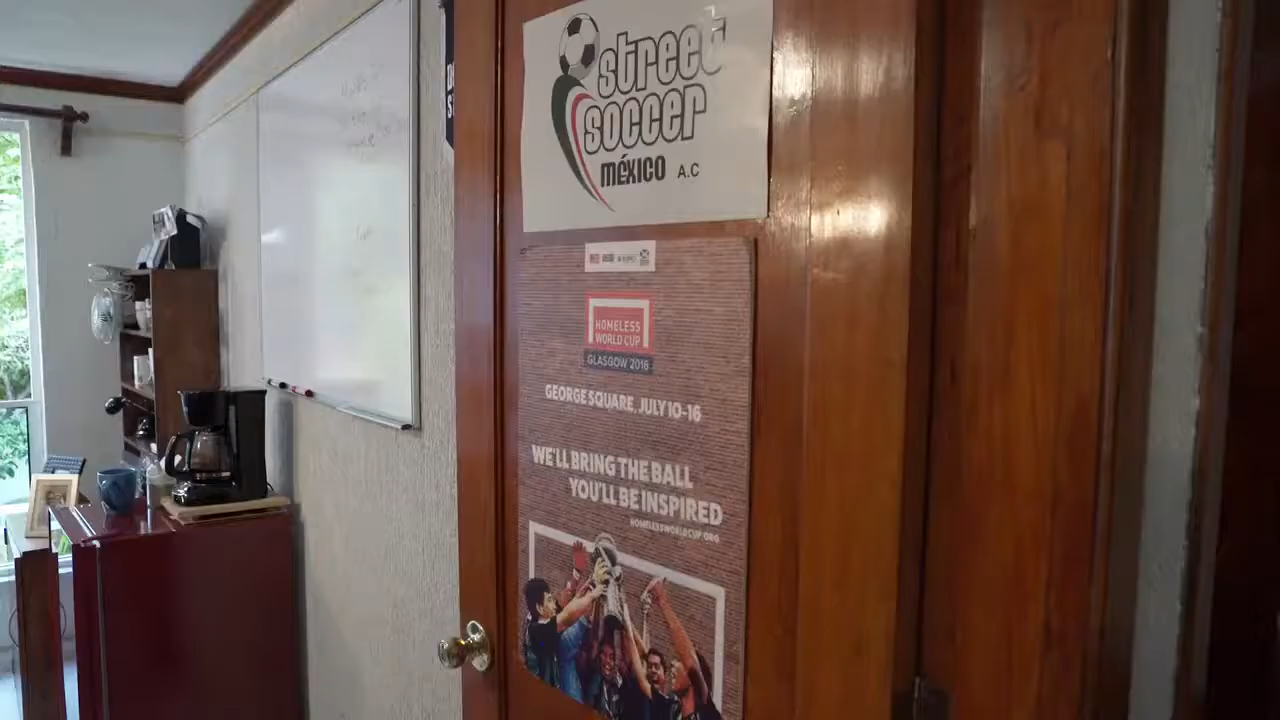 street
soccer
MÉXICO A.C
HOMELESS
WORLD CUP
GLASGOW 2016
GEORGE SQUARE, JULY 10-16
WE'LL BRING THE BALL
YOU'LL BE INSPIRED
HOMELESSWORLDCUP.ORG